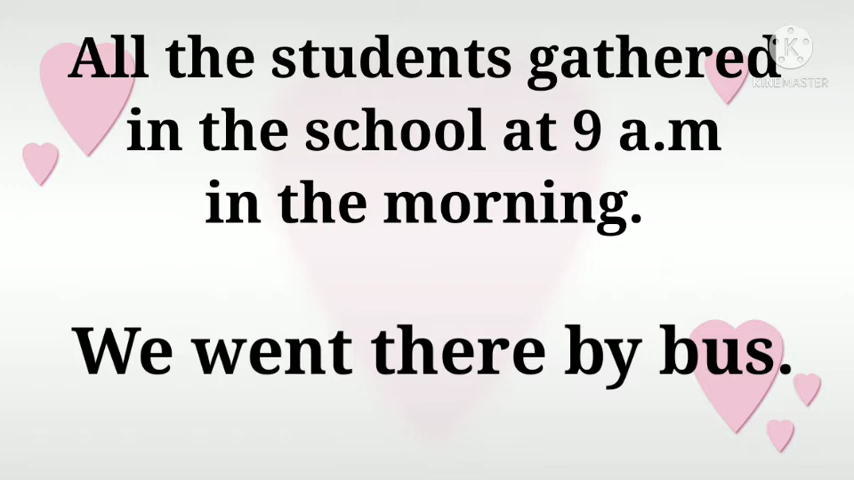 All the students gathered
in the school at 9 a.m
in the morning.
We went there by bus.
K
KINEMASTER